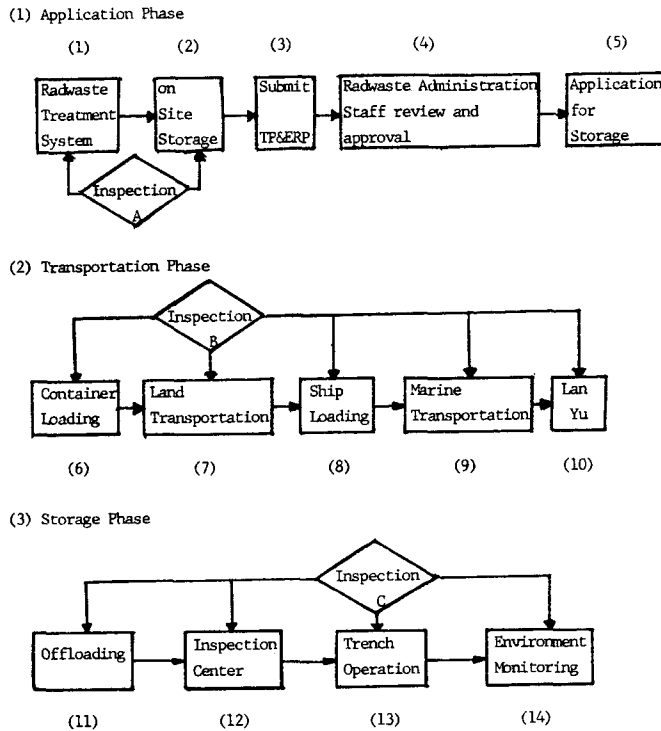 (1) Application Phase
(1) (2) (3) (4) (5)
Radwaste
Treatment
System
on
Site
Storage
Submit
TP&ERP
Radwaste Administration
Staff review and
approval
Application
for
Storage
Inspection
A
(2) Transportation Phase
Inspection
B
Container
Loading
Land
Transportation
Ship
Loading
Marine
Transportation
Lan
Yu
(6) (7) (8) (9) (10)
(3) Storage Phase
Inspection
C
Offloading
Inspection
Center
Trench
Operation
Environment
Monitoring
(11) (12) (13) (14)